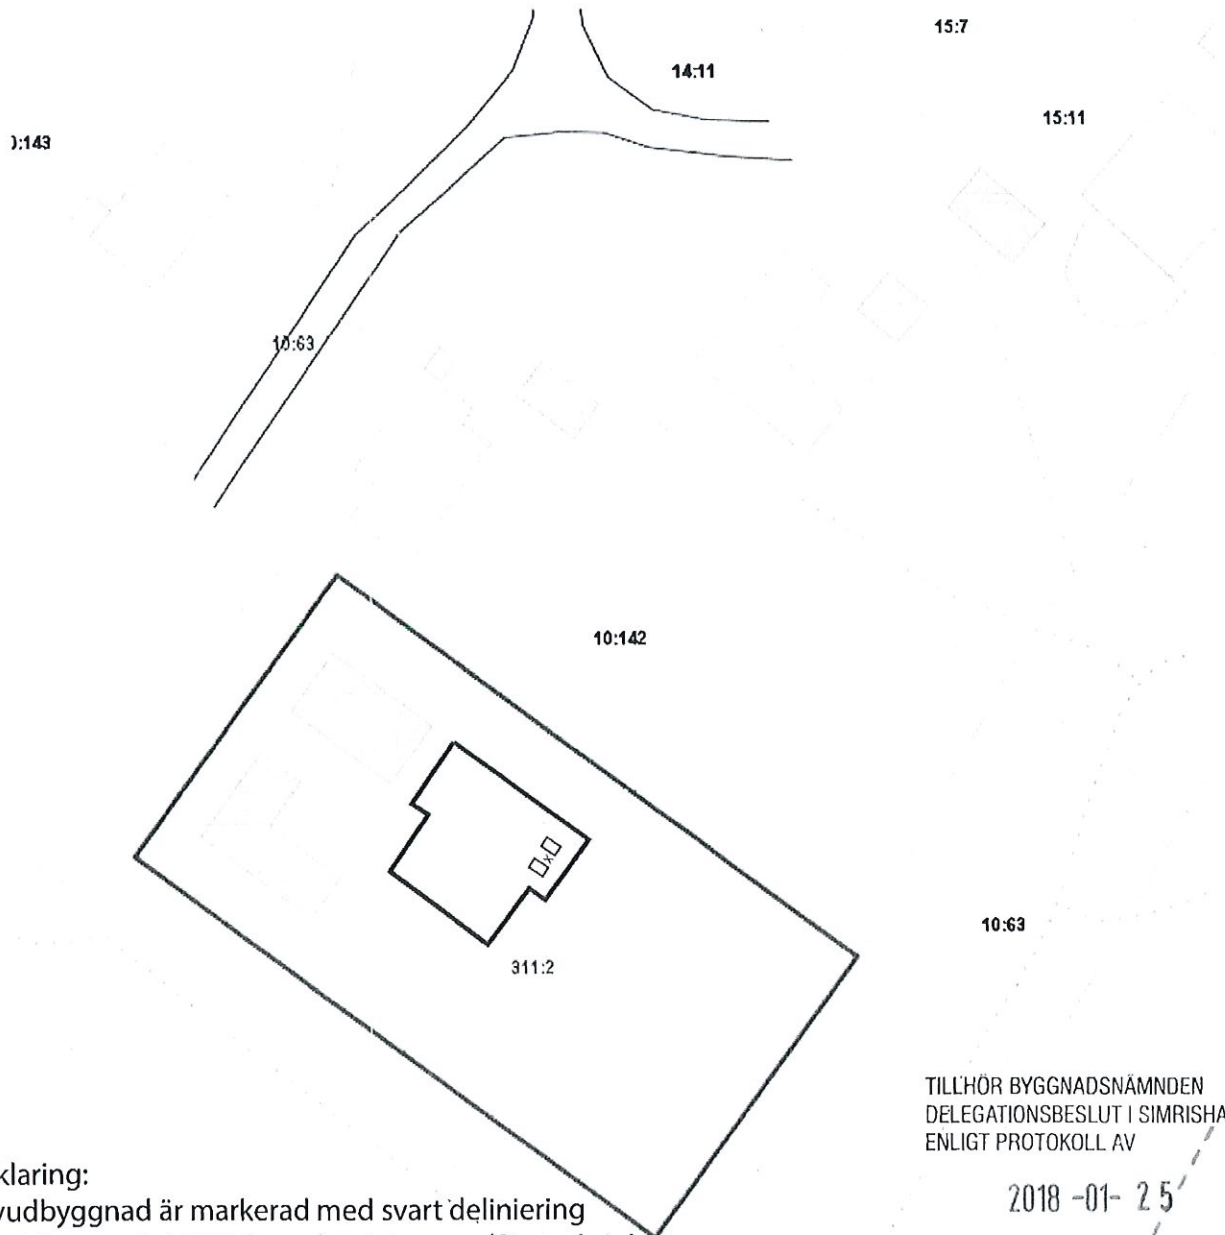 15:7
14:11
15:11
):143
10:63
10:142
10:63
311:2
TILLHÖR BYGGNADSNÄMNDEN
DELEGATIONSBESLUT I SIMRISHA
ENLIGT PROTOKOLL AV
2018 -01- 25
klaring:
vudbyggnad är markerad med svart deliniering